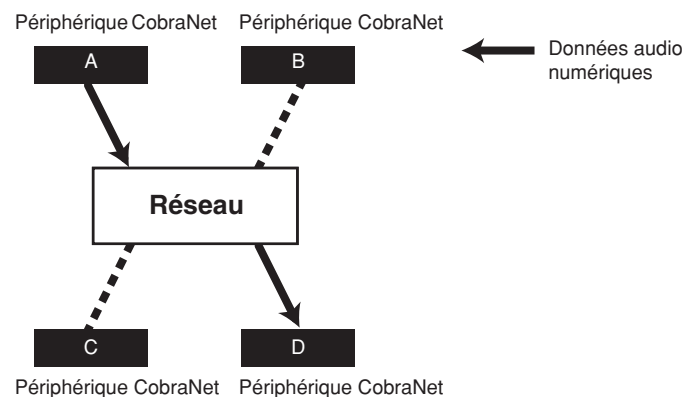 Périphérique CobraNet
Périphérique CobraNet
A
B
Données audio
numériques
Réseau
C
D
Périphérique CobraNet
Périphérique CobraNet